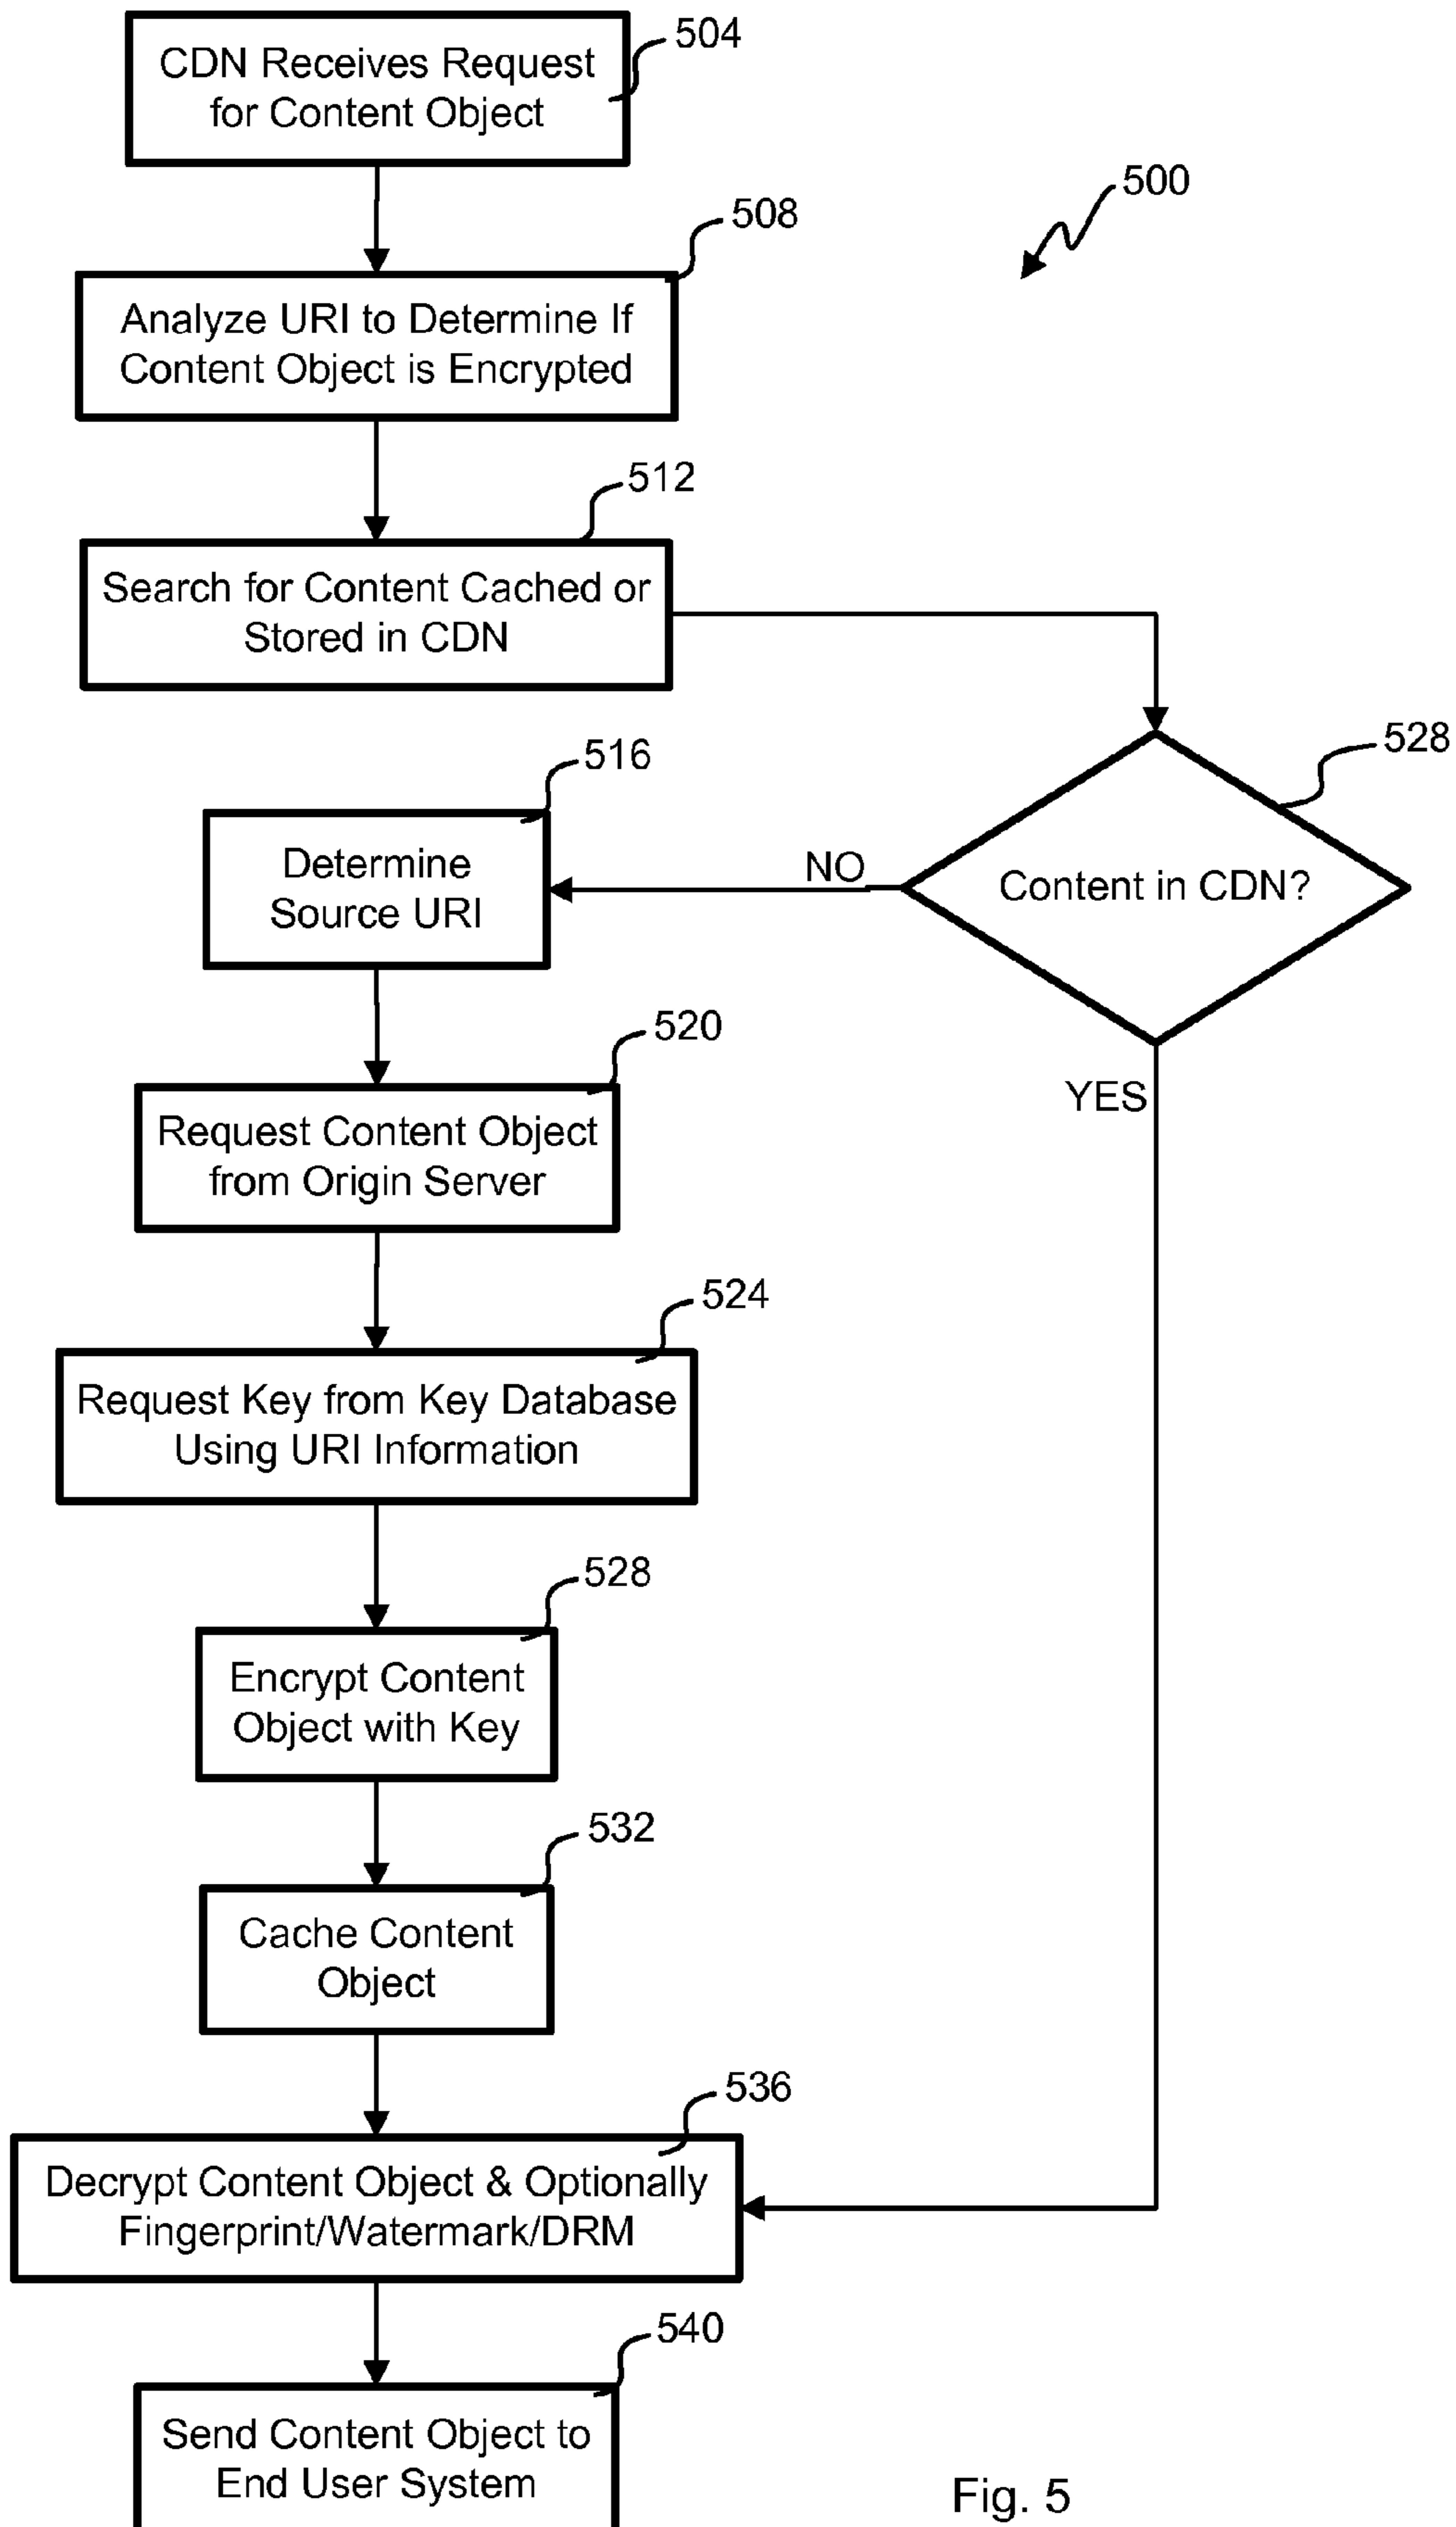 CDN Receives Request
for Content Object
504
500
508
Analyze URI to Determine If
Content Object is Encrypted
512
Search for Content Cached or
Stored in CDN
528
Content in CDN?
NO
YES
516
Determine
Source URI
520
Request Content Object
from Origin Server
524
Request Key from Key Database
Using URI Information
528
Encrypt Content
Object with Key
532
Cache Content
Object
536
Decrypt Content Object & Optionally
Fingerprint/Watermark/DRM
540
Send Content Object to
End User System
Fig. 5